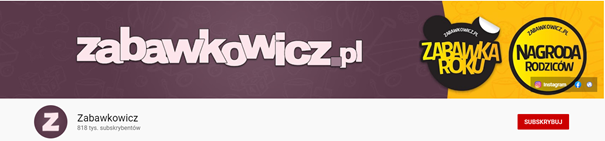 zabawkowicz.pl
ZABAWKOWICZ.PL
ZABAWKA
ROKU
ZABAWKOWICZ.PL
NAGRODA
RODZICÓW
Instagram
Z
Zabawkowicz
818 tys. subskrybentów
SUBSKRYBUJ